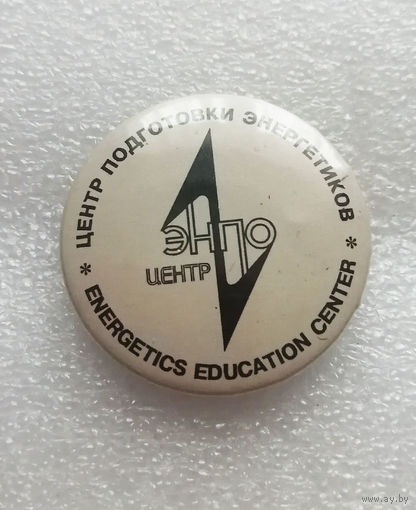 ЦЕНТР ПОДГОТОВКИ ЭНЕРГЕТИКОВ
ЭНПО
ЦЕНТР
* ENERGETICS EDUCATION CENTER *
www.ay.by